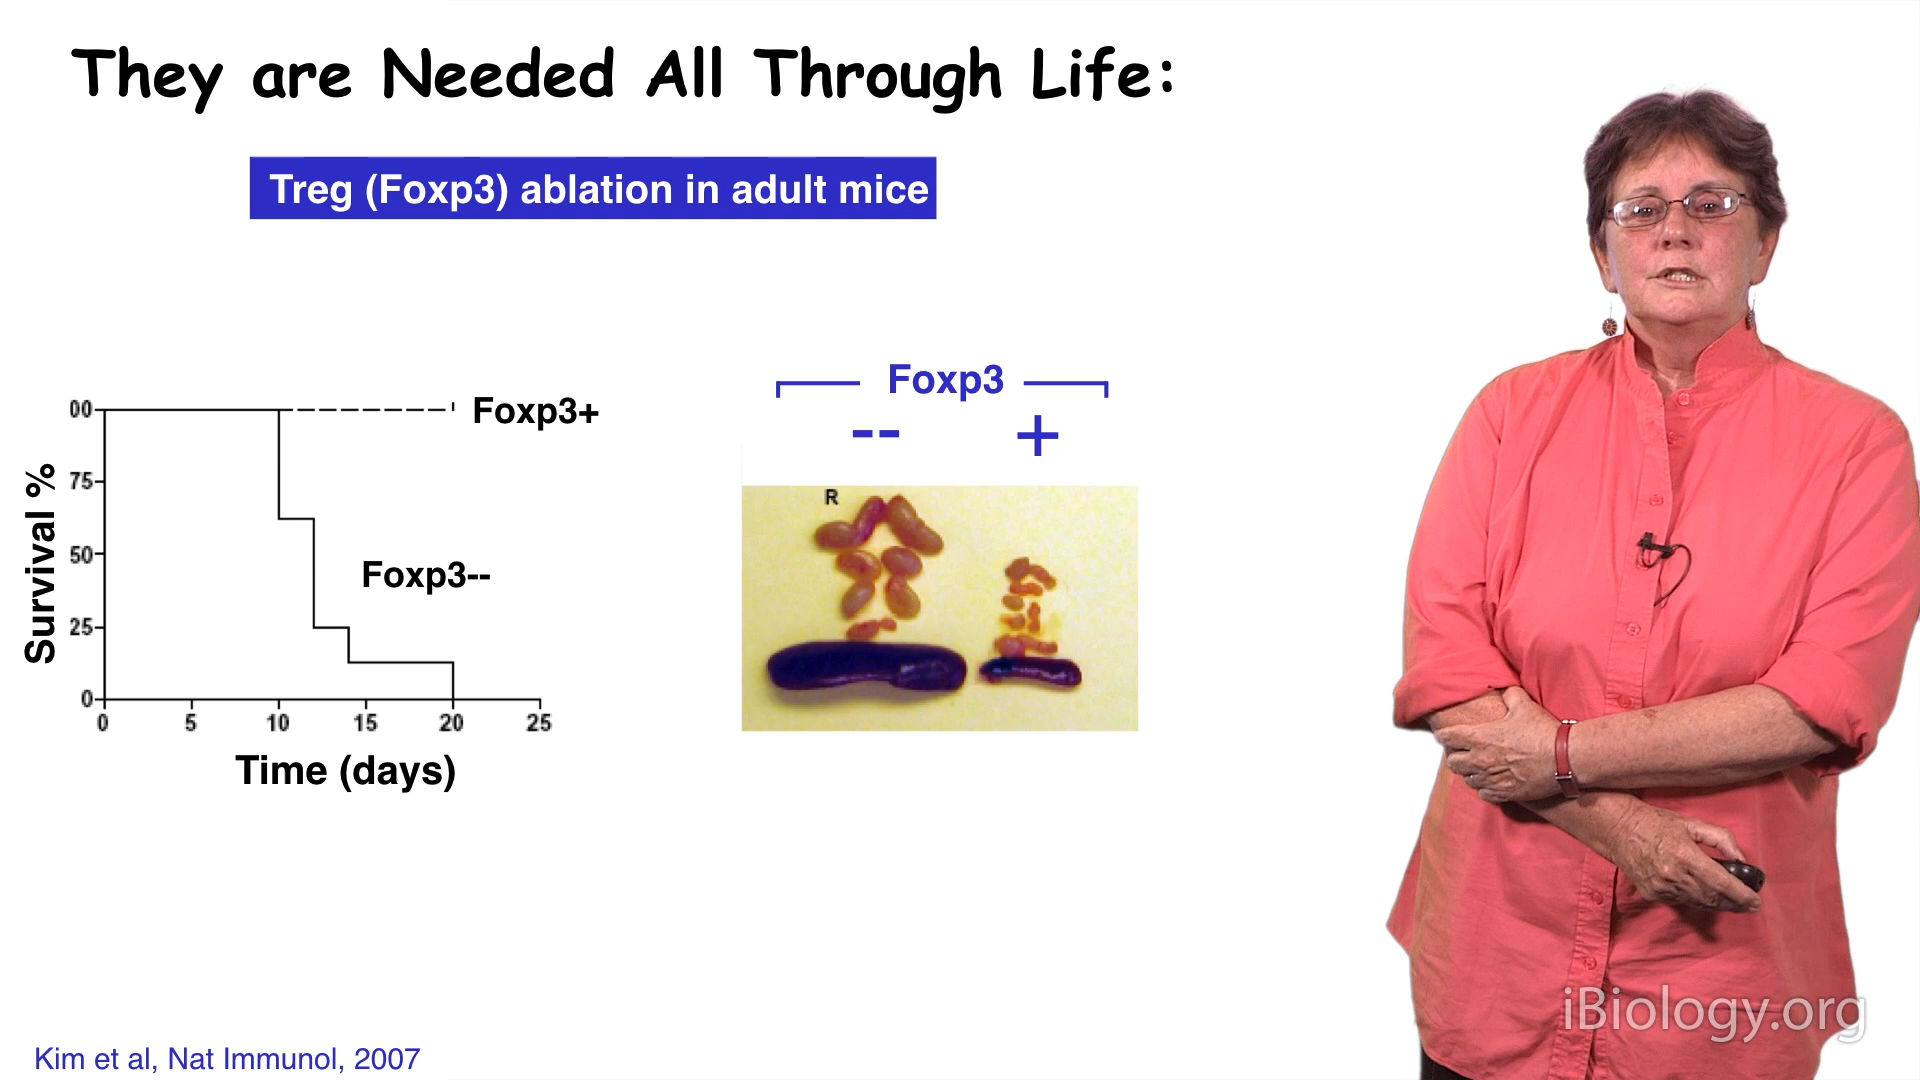 They are Needed All Through Life:
Treg (Foxp3) ablation in adult mice
Foxp3
-- +
R
00
75
50
25
0
Survival %
Foxp3+
Foxp3--
0 5 10 15 20 25
Time (days)
iBiology.org
Kim et al, Nat Immunol, 2007